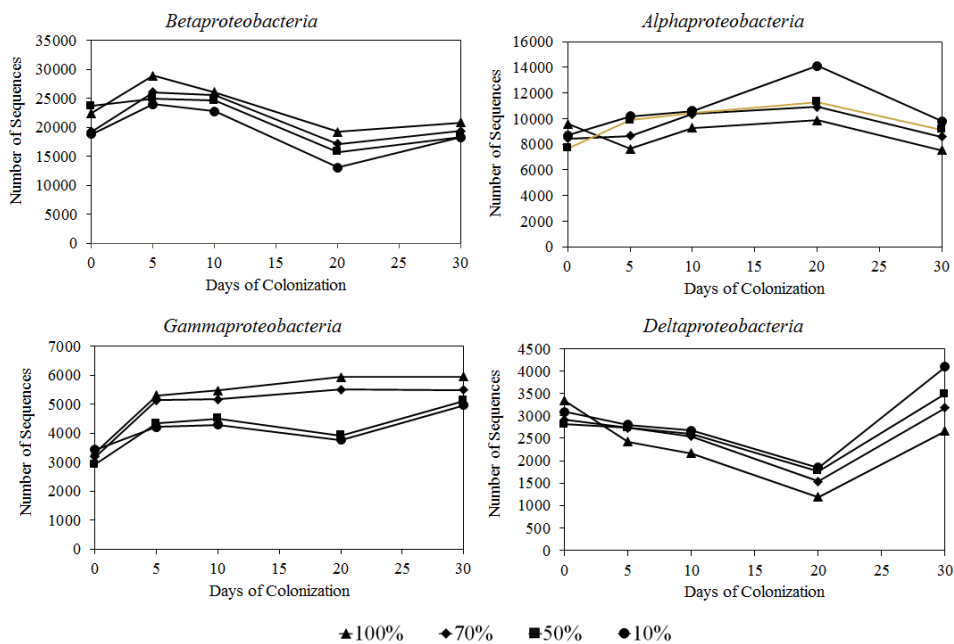 Betaproteobacteria
Number of Sequences
35000
30000
25000
20000
15000
10000
5000
0
0 5 10 15 20 25 30
Days of Colonization
Alphaproteobacteria
Number of Sequences
16000
14000
12000
10000
8000
6000
4000
2000
0
0 5 10 15 20 25 30
Days of Colonization
Gammaproteobacteria
Number of Sequences
7000
6000
5000
4000
3000
2000
1000
0
0 5 10 15 20 25 30
Days of Colonization
Deltaproteobacteria
Number of Sequences
4500
4000
3500
3000
2500
2000
1500
1000
500
0
0 5 10 15 20 25 30
Days of Colonization
100% 70% 50% 10%